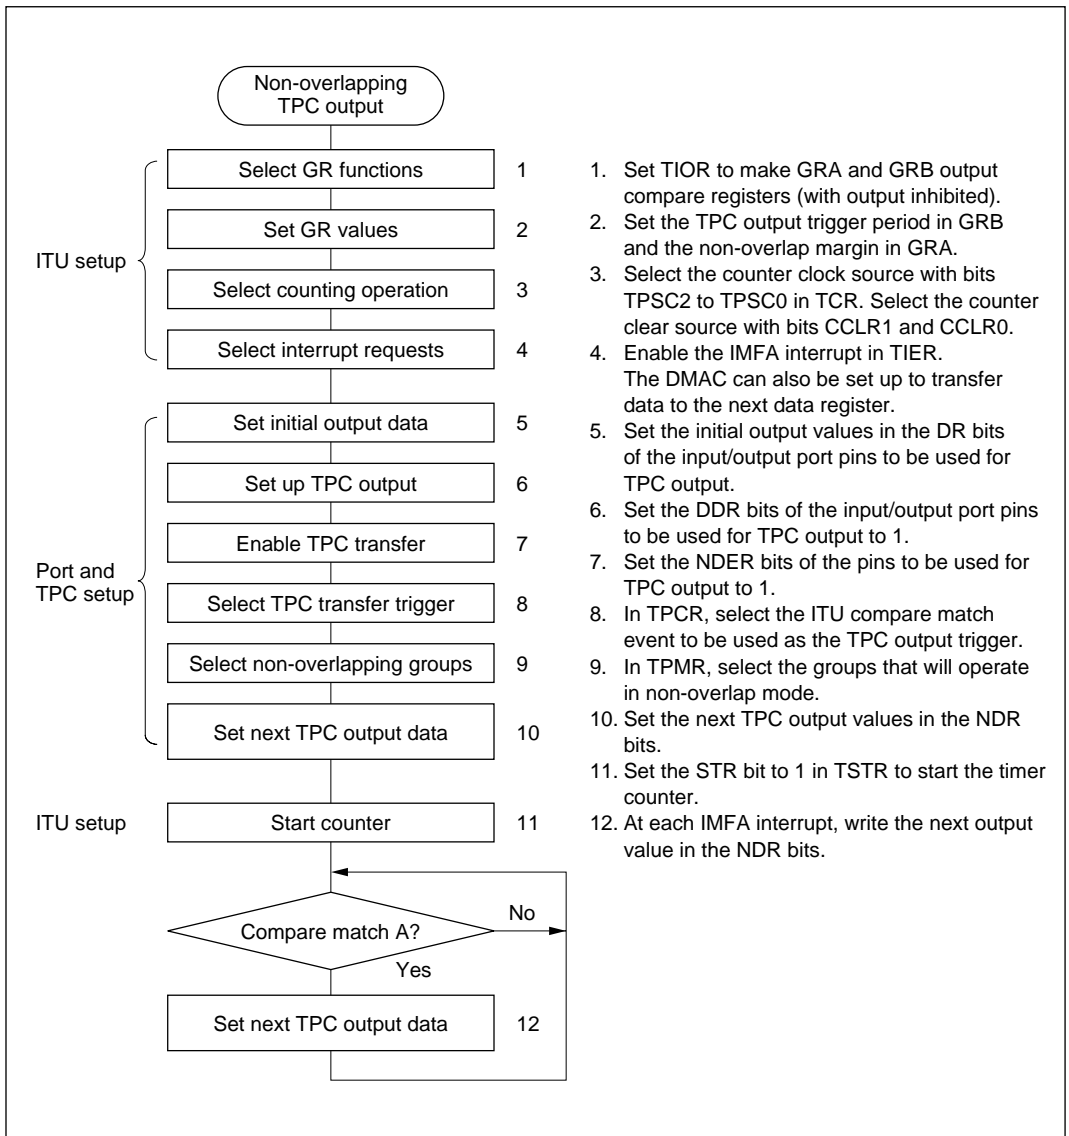 Non-overlapping
TPC output
Select GR functions 1
Set GR values 2
ITU setup
Select counting operation 3
Select interrupt requests 4
Set initial output data 5
Set up TPC output 6
Enable TPC transfer 7
Port and
TPC setup
Select TPC transfer trigger 8
Select non-overlapping groups 9
Set next TPC output data 10
ITU setup
Start counter 11
Compare match A?
No
Yes
Set next TPC output data 12
1. Set TIOR to make GRA and GRB output
compare registers (with output inhibited).
2. Set the TPC output trigger period in GRB
and the non-overlap margin in GRA.
3. Select the counter clock source with bits
TPSC2 to TPSC0 in TCR. Select the counter
clear source with bits CCLR1 and CCLR0.
4. Enable the IMFA interrupt in TIER.
The DMAC can also be set up to transfer
data to the next data register.
5. Set the initial output values in the DR bits
of the input/output port pins to be used for
TPC output.
6. Set the DDR bits of the input/output port pins
to be used for TPC output to 1.
7. Set the NDER bits of the pins to be used for
TPC output to 1.
8. In TPCR, select the ITU compare match
event to be used as the TPC output trigger.
9. In TPMR, select the groups that will operate
in non-overlap mode.
10. Set the next TPC output values in the NDR
bits.
11. Set the STR bit to 1 in TSTR to start the timer
counter.
12. At each IMFA interrupt, write the next output
value in the NDR bits.